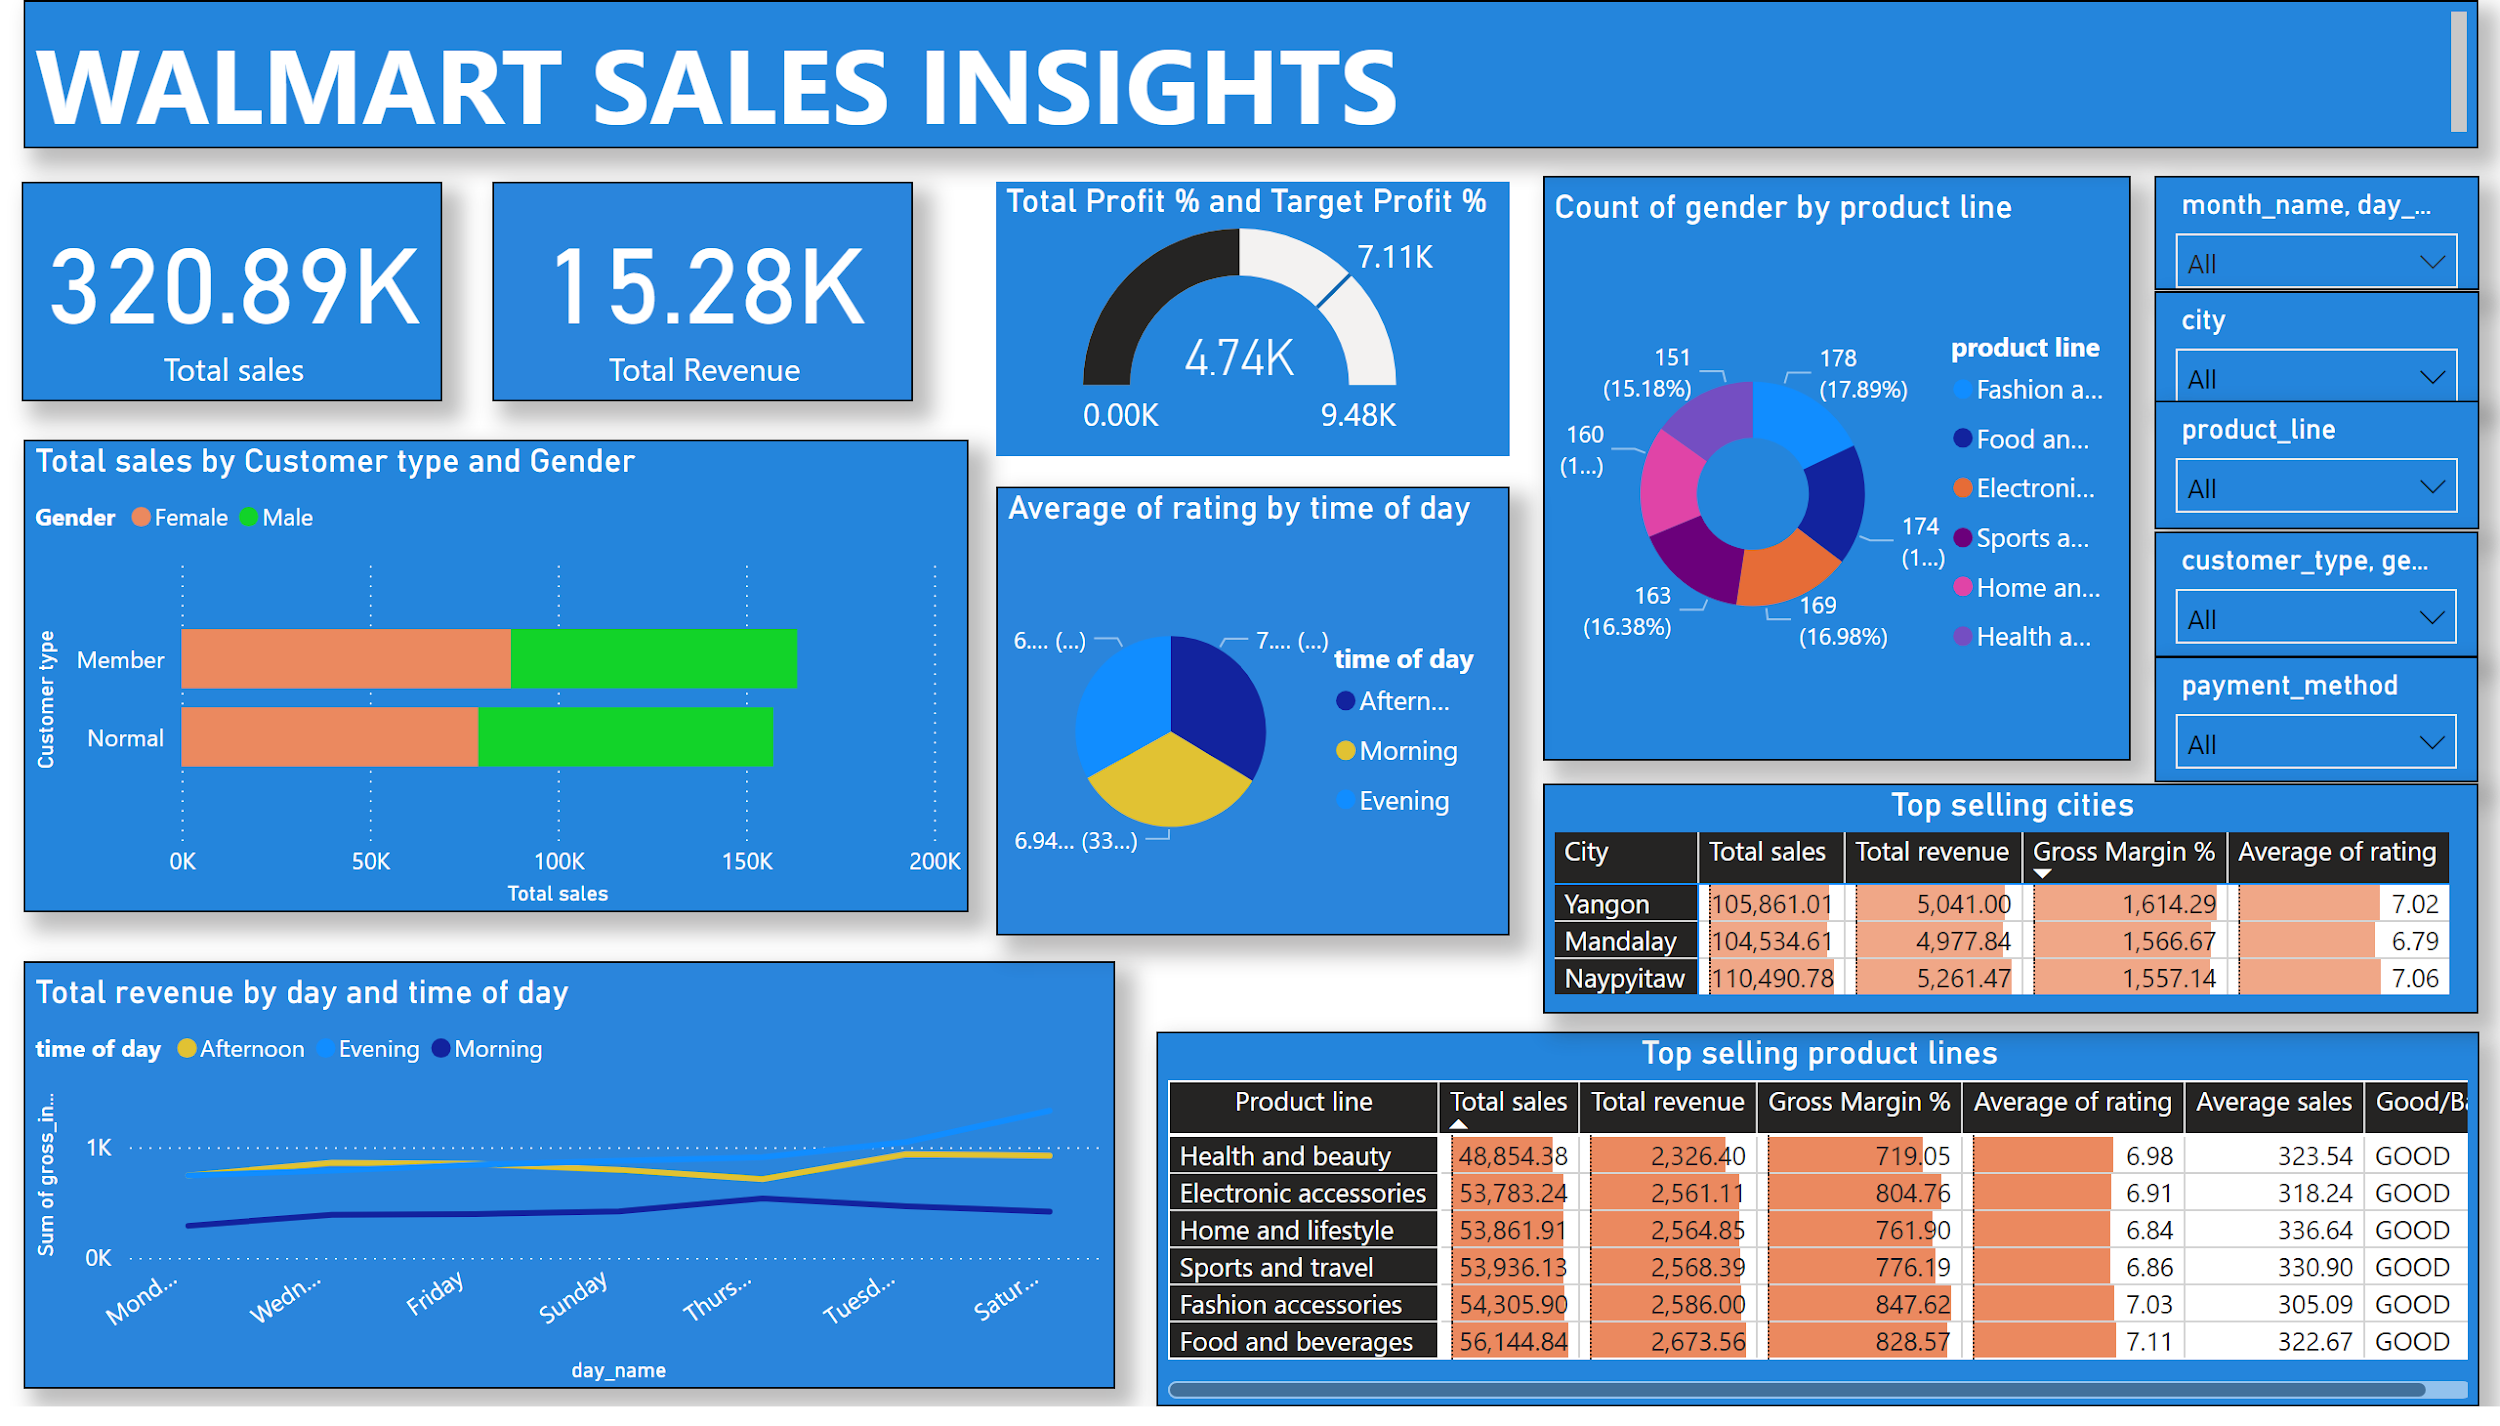 WALMART SALES INSIGHTS
320.89K
Total sales
15.28K
Total Revenue
Total Profit % and Target Profit %
7.11K
4.74K
0.00K
9.48K
Count of gender by product line
151
(15.18%)
178
(17.89%)
160
(1...)
174
(1...)
163
(16.38%)
169
(16.98%)
product line
Fashion a...
Food an...
Electroni...
Sports a...
Home an...
Health a...
month_name, day_...
All
city
All
product_line
All
customer_type, ge...
All
payment_method
All
Total sales by Customer type and Gender
Gender Female Male
Customer type
Member
Normal
0K 50K 100K 150K 200K
Total sales
Average of rating by time of day
6.... (...)
7.... (...)
6.94... (33...)
time of day
Aftern...
Morning
Evening
Top selling cities
City Total sales Total revenue Gross Margin % Average of rating
Yangon 105,861.01 5,041.00 1,614.29 7.02
Mandalay 104,534.61 4,977.84 1,566.67 6.79
Naypyitaw 110,490.78 5,261.47 1,557.14 7.06
Total revenue by day and time of day
time of day Afternoon Evening Morning
Sum of gross_in...
1K
0K
Mond... Wedn... Friday Sunday Thurs... Tuesd... Satur...
day_name
Top selling product lines
Product line Total sales Total revenue Gross Margin % Average of rating Average sales Good/Ba
Health and beauty 48,854.38 2,326.40 719.05 6.98 323.54 GOOD
Electronic accessories 53,783.24 2,561.11 804.76 6.91 318.24 GOOD
Home and lifestyle 53,861.91 2,564.85 761.90 6.84 336.64 GOOD
Sports and travel 53,936.13 2,568.39 776.19 6.86 330.90 GOOD
Fashion accessories 54,305.90 2,586.00 847.62 7.03 305.09 GOOD
Food and beverages 56,144.84 2,673.56 828.57 7.11 322.67 GOOD